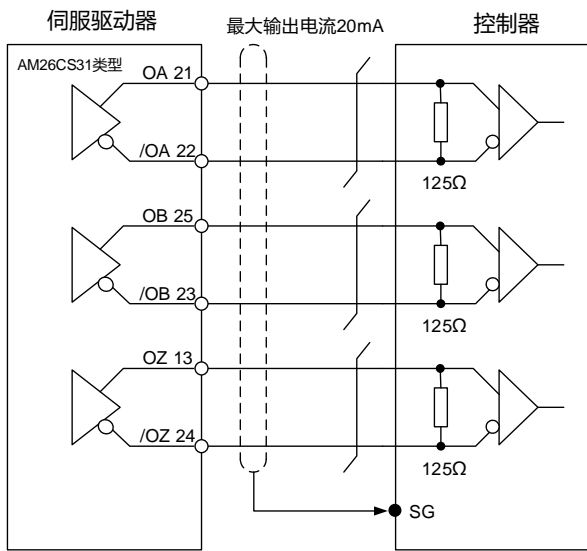 伺服驱动器
最大输出电流20mA
控制器
AM26CS31类型
OA 21
/OA 22
125Ω
OB 25
/OB 23
125Ω
OZ 13
/OZ 24
125Ω
SG